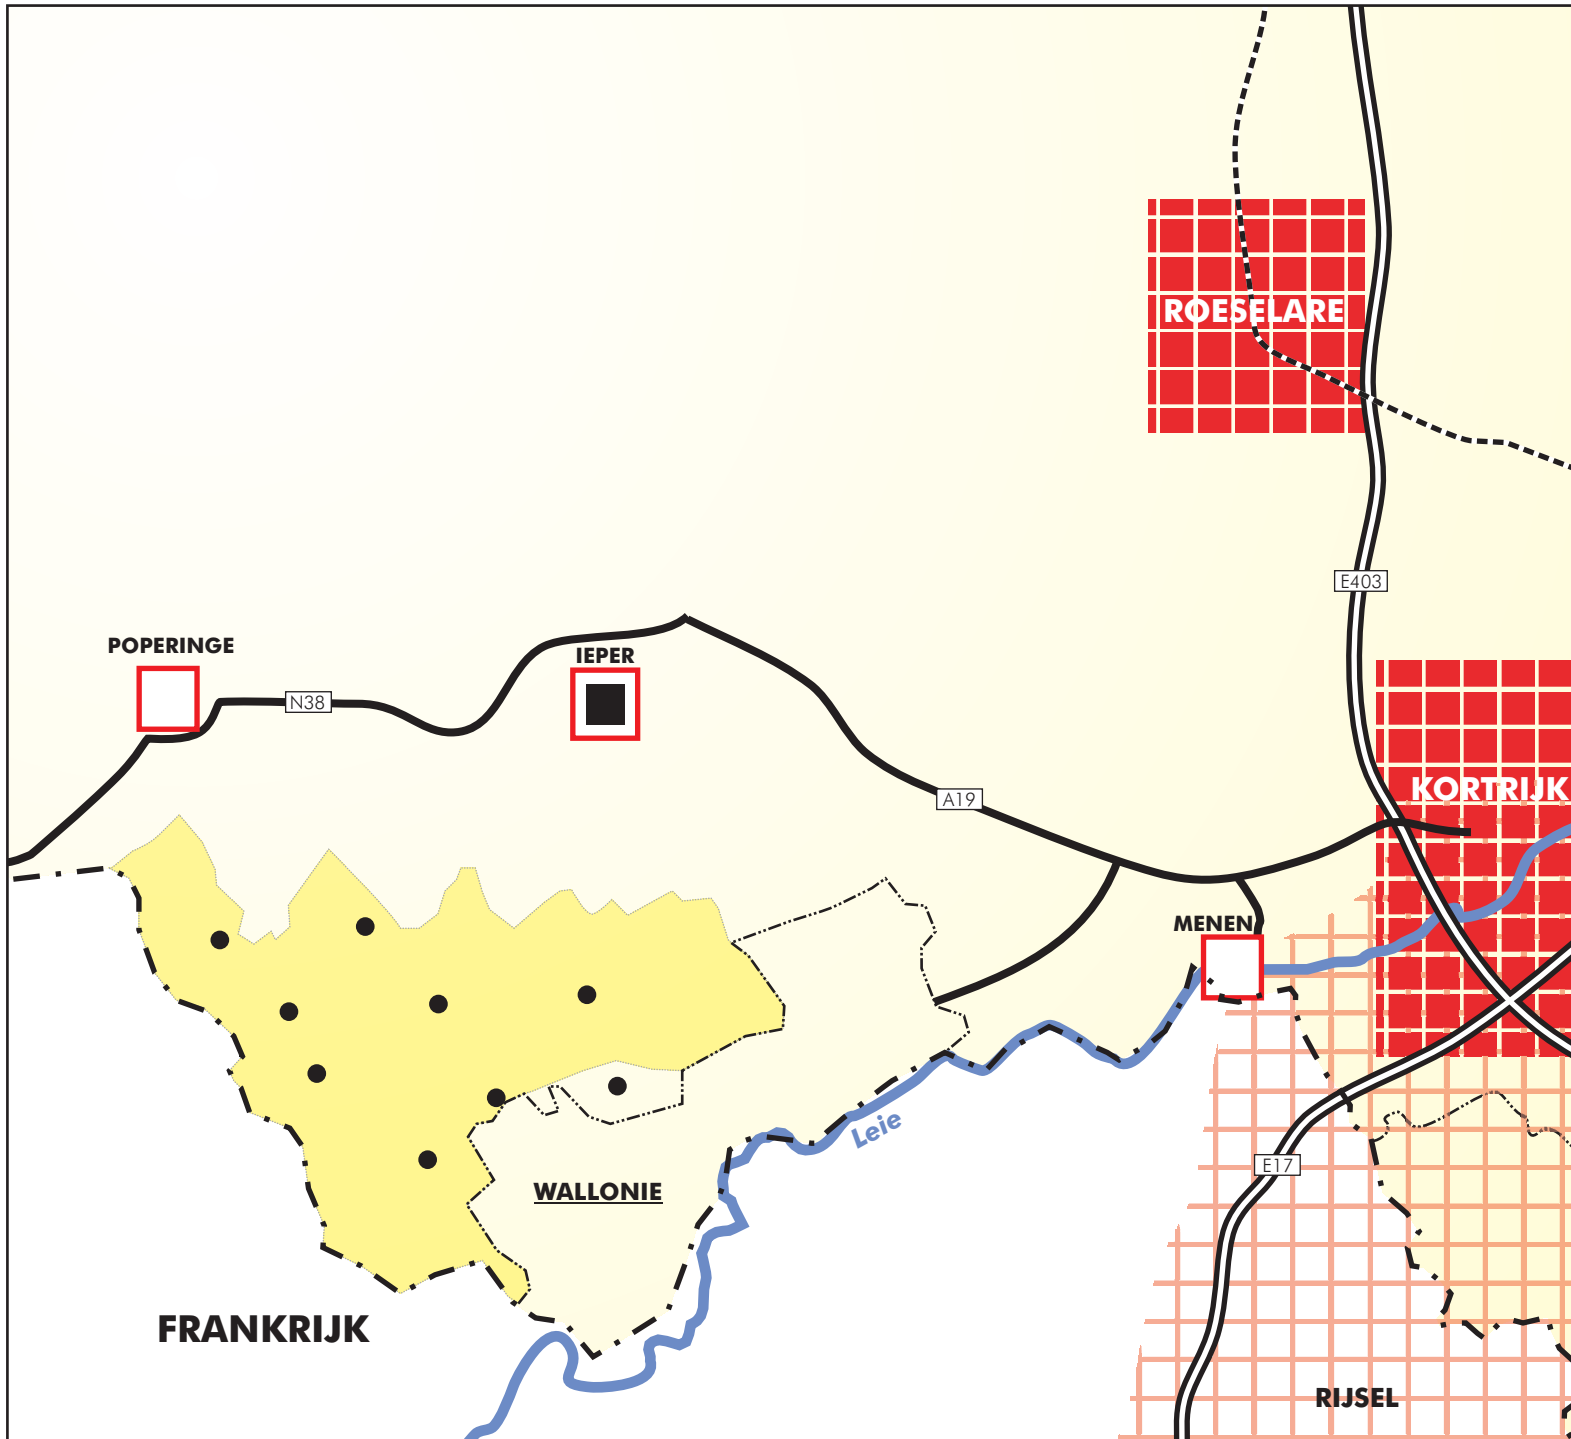 ROESELARE
E403
POPERINGE
IEPER
N38
KORTRIJK
A19
MENEN
Leie
E17
WALLONIE
FRANKRIJK
RIJSEL